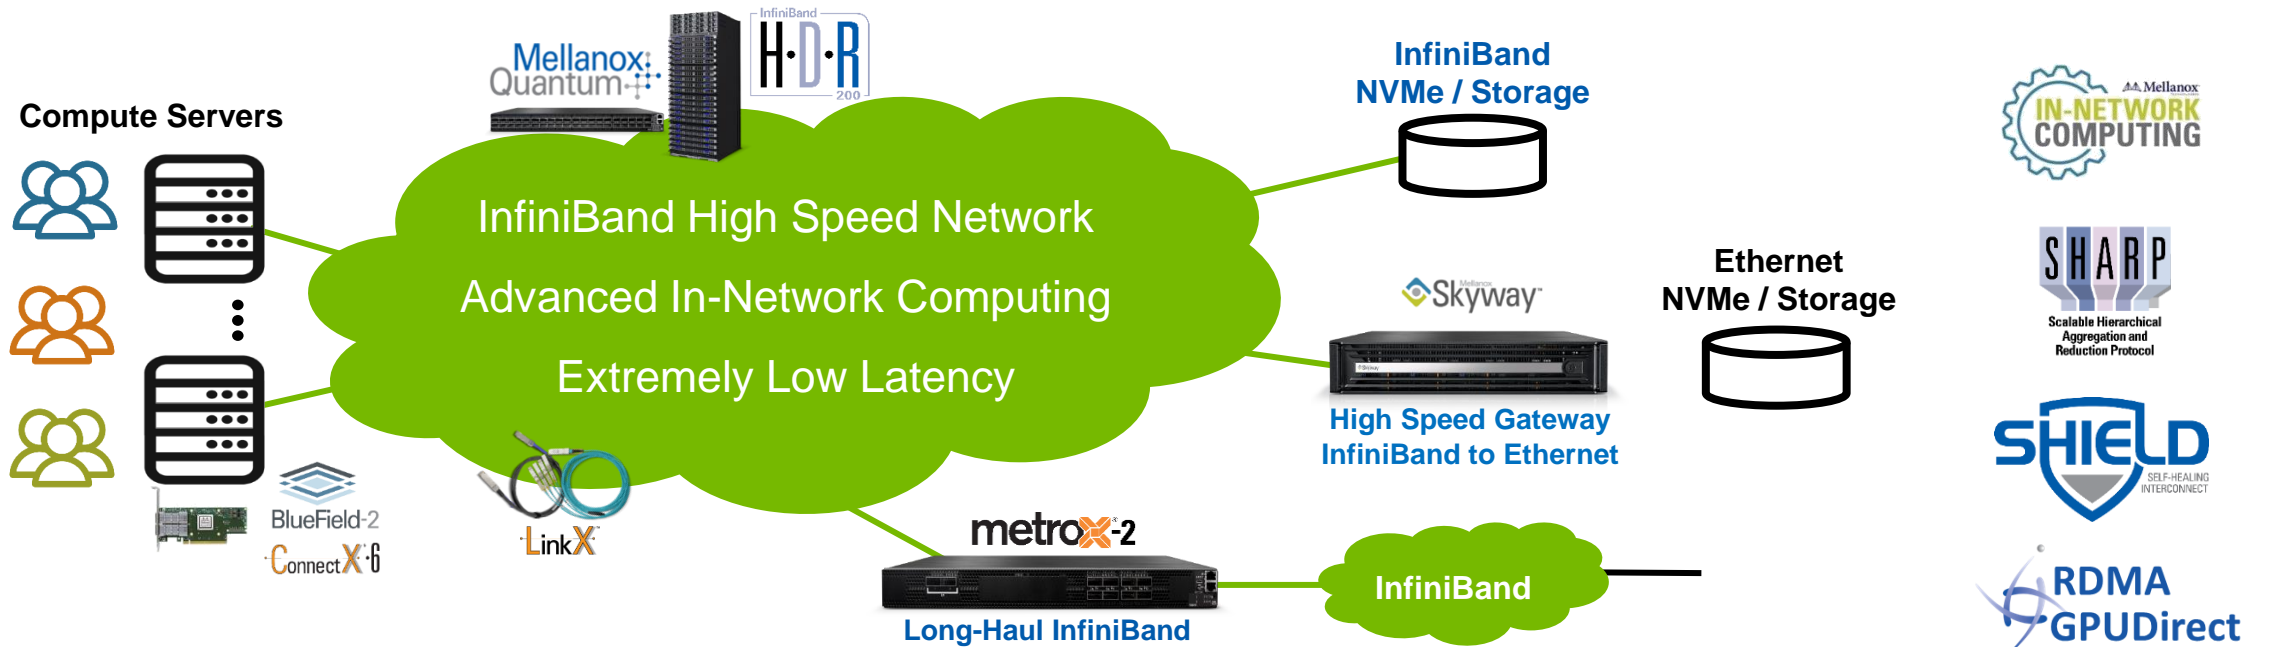 Compute Servers
Mellanox
Quantum
InfiniBand
H·D·R
200
InfiniBand High Speed Network
Advanced In-Network Computing
Extremely Low Latency
BlueField-2
ConnectX·6
LinkX
InfiniBand
NVMe / Storage
Mellanox
Skyway™
High Speed Gateway
InfiniBand to Ethernet
Ethernet
NVMe / Storage
metrox-2
Long-Haul InfiniBand
InfiniBand
Mellanox
IN-NETWORK
COMPUTING
SHARP
Scalable Hierarchical
Aggregation and
Reduction Protocol
SHIELD
SELF-HEALING
INTERCONNECT
RDMA
GPUDirect